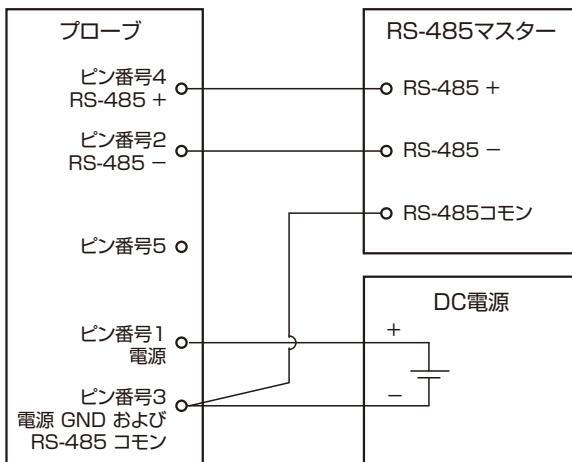 プローブ
ピン番号4
RS-485 +
ピン番号2
RS-485 −
ピン番号5
ピン番号1
電源
ピン番号3
電源 GND および
RS-485 コモン
RS-485マスター
RS-485 +
RS-485 −
RS-485コモン
DC電源
+
−